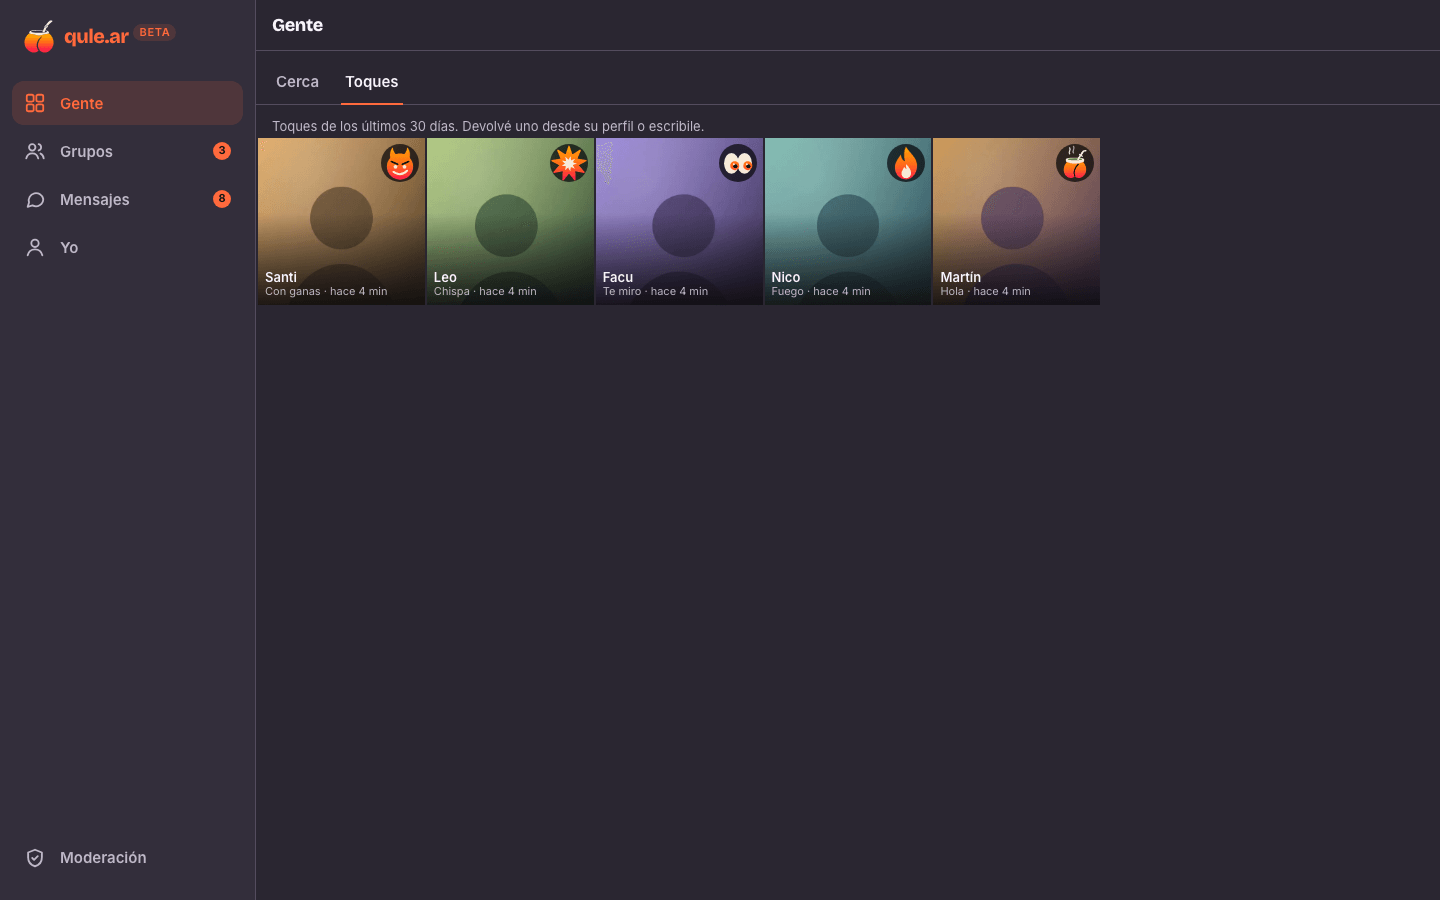 qule.ar BETA
Gente
Grupos 3
Mensajes 8
Yo
Moderación
Gente
Cerca Toques
Toques de los últimos 30 días. Devolvé uno desde su perfil o escribile.
Santi
Con ganas · hace 4 min
Leo
Chispa · hace 4 min
Facu
Te miro · hace 4 min
Nico
Fuego · hace 4 min
Martín
Hola · hace 4 min